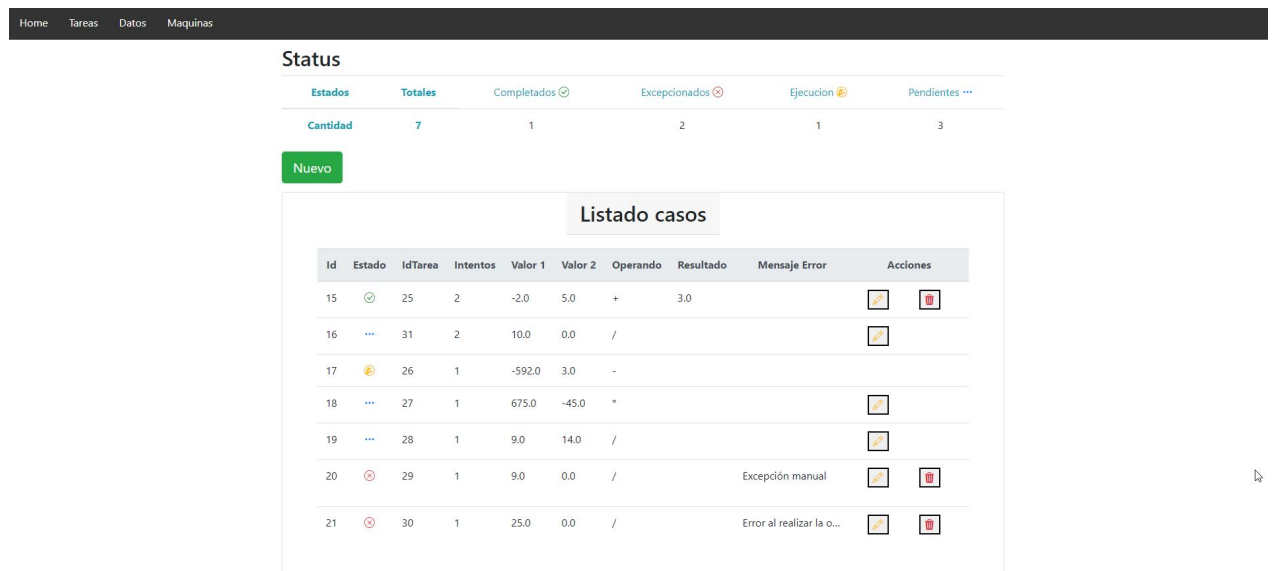 Home Tareas Datos Maquinas
Status
Estados Totales Completados Excepcionados Ejecucion Pendientes
Cantidad 7 1 2 1 3
Nuevo
Listado casos
Id Estado IdTarea Intentos Valor 1 Valor 2 Operando Resultado Mensaje Error Acciones
15 25 2 -2.0 5.0 + 3.0
16 31 2 10.0 0.0 /
17 26 1 -592.0 3.0 -
18 27 1 675.0 -45.0 *
19 28 1 9.0 14.0 /
20 29 1 9.0 0.0 / Excepción manual
21 30 1 25.0 0.0 / Error al realizar la o...